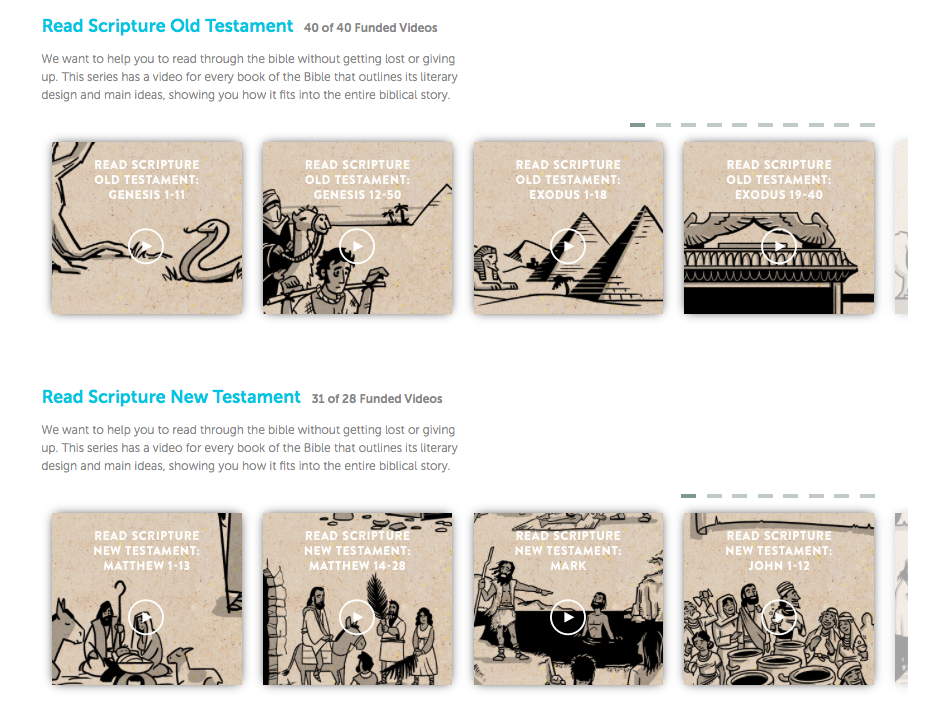 Read Scripture Old Testament 40 of 40 Funded Videos
We want to help you to read through the bible without getting lost or giving
up. This series has a video for every book of the Bible that outlines its literary
design and main ideas, showing you how it fits into the entire biblical story.
READ SCRIPTURE
OLD TESTAMENT:
GENESIS 1-11
READ SCRIPTURE
OLD TESTAMENT:
GENESIS 12-50
READ SCRIPTURE
OLD TESTAMENT:
EXODUS 1-18
READ SCRIPTURE
OLD TESTAMENT:
EXODUS 19-40
Read Scripture New Testament 31 of 28 Funded Videos
We want to help you to read through the bible without getting lost or giving
up. This series has a video for every book of the Bible that outlines its literary
design and main ideas, showing you how it fits into the entire biblical story.
READ SCRIPTURE
NEW TESTAMENT:
MATTHEW 1-13
READ SCRIPTURE
NEW TESTAMENT:
MATTHEW 14-28
READ SCRIPTURE
NEW TESTAMENT:
MARK
READ SCRIPTURE
NEW TESTAMENT:
JOHN 1-12